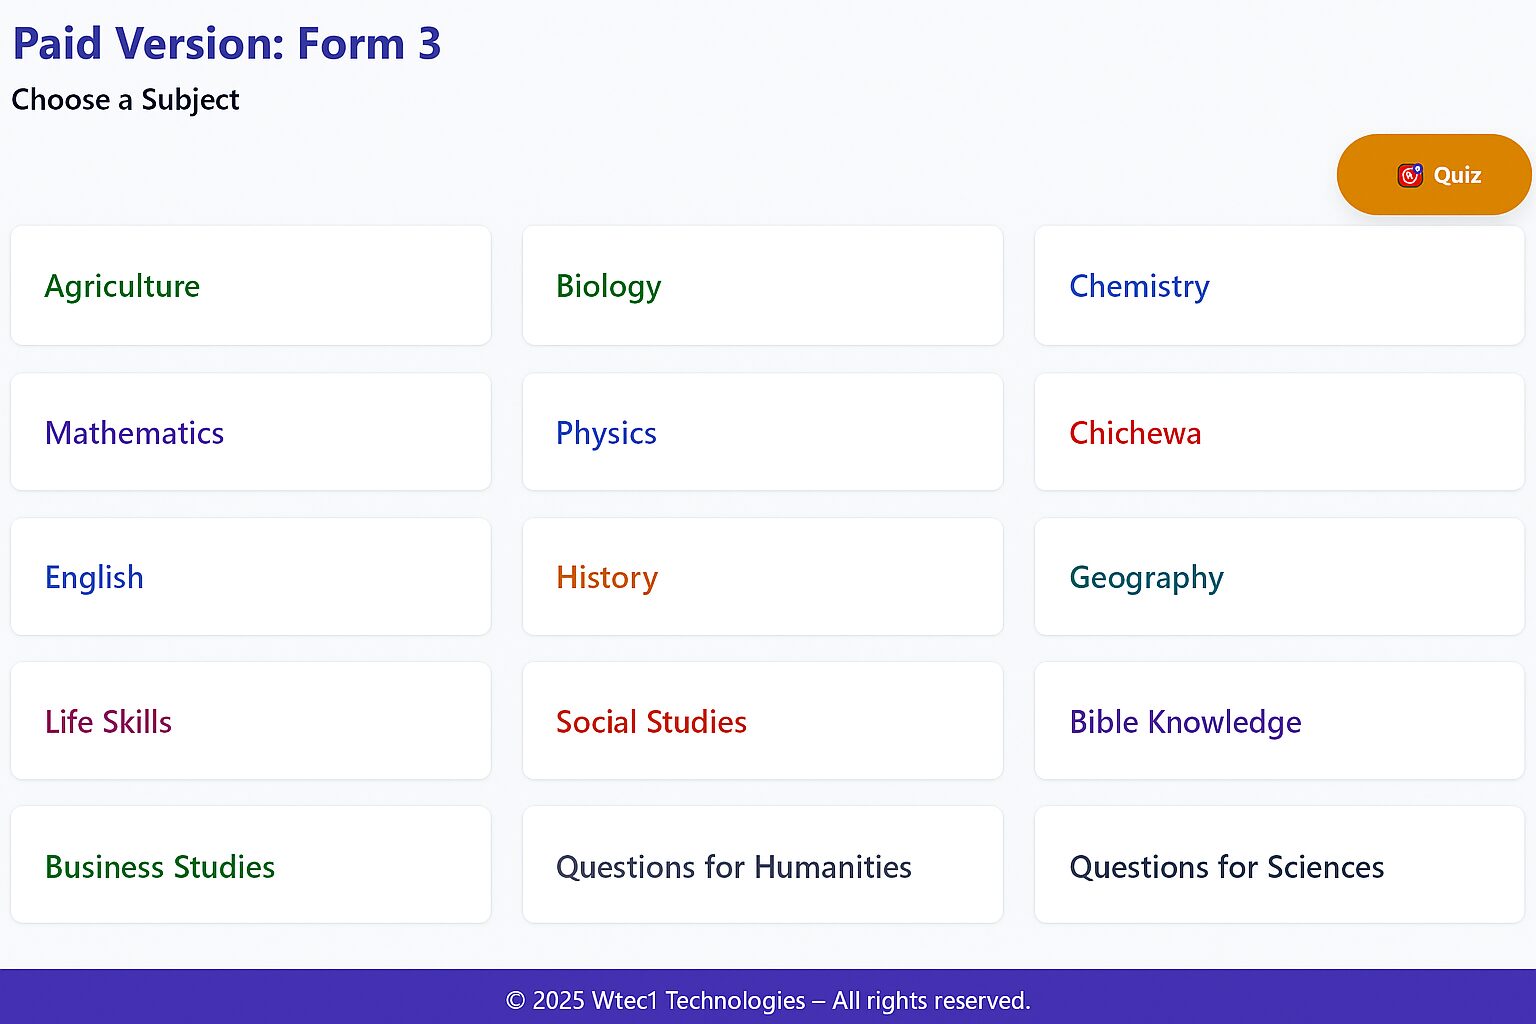 Paid Version: Form 3
Choose a Subject
Quiz
Agriculture
Biology
Chemistry
Mathematics
Physics
Chichewa
English
History
Geography
Life Skills
Social Studies
Bible Knowledge
Business Studies
Questions for Humanities
Questions for Sciences
© 2025 Wtec1 Technologies – All rights reserved.